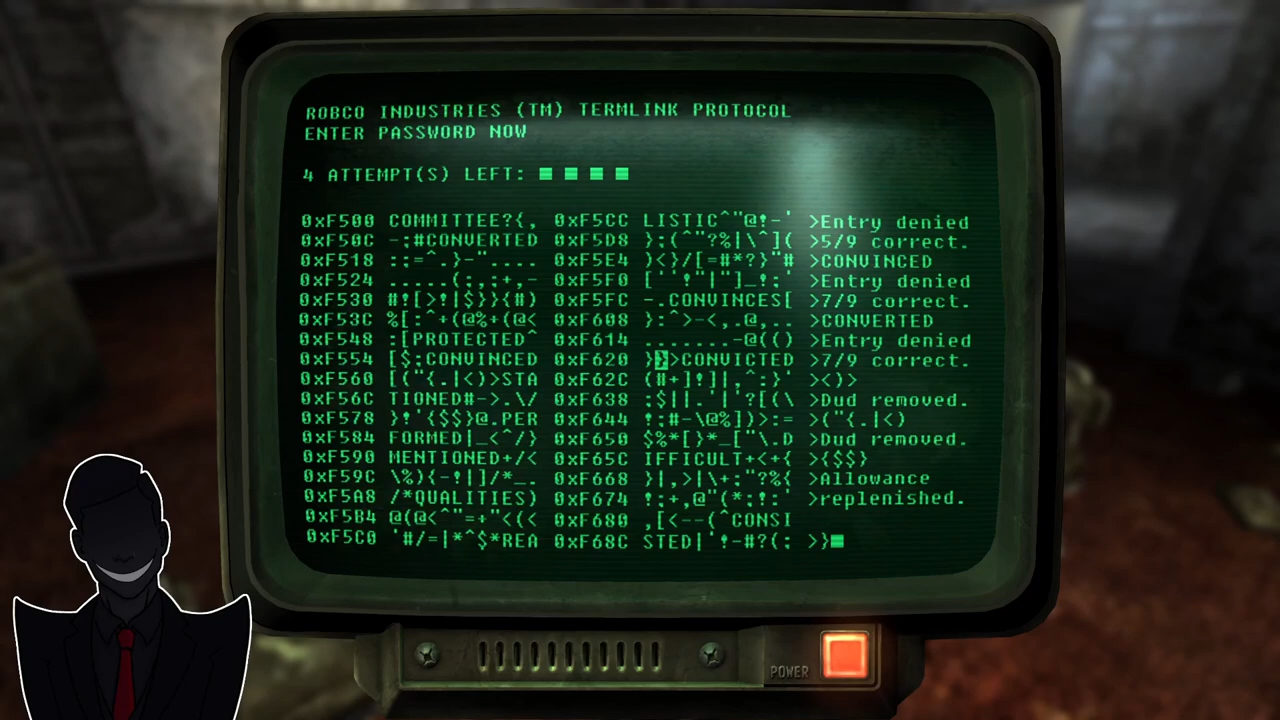 ROBCO INDUSTRIES (TM) TERMLINK PROTOCOL
ENTER PASSWORD NOW
4 ATTEMPT(S) LEFT: ■ ■ ■ ■
0xF500 COMMITTEE?{, 0xF5CC LISTIC^"@!-' >Entry denied
0xF50C -;#CONVERTED 0xF5D8 };(^"?%|\^]( >5/9 correct.
0xF518 :;=^.}-".... 0xF5E4 }<}/[=#*?}"# >CONVINCED
0xF524 .....(;,;+,- 0xF5F0 [''!"|"]_!;' >Entry denied
0xF530 #![>!|$}}{#) 0xF5FC -.CONVINCES[ >7/9 correct.
0xF53C %[:^+(@%+(@< 0xF608 }:^>-<,.@,.. >CONVERTED
0xF548 :[PROTECTED^ 0xF614 .......-@(() >Entry denied
0xF554 [$:CONVINCED 0xF620 }}>CONVICTED >7/9 correct.
0xF560 [("{.|<)>STA 0xF62C (#+]!]|,^:}' ><)>
0xF56C TIONED#->.\/ 0xF638 :$||.'|'?[(\ >Dud removed.
0xF578 }!'{$$}@.PER 0xF644 !:#-\@%])>:= >("{.|<)
0xF584 FORMED|_<^/} 0xF650 $%*[}*_["\.D >Dud removed.
0xF590 MENTIONED+/< 0xF65C IFFICULT+<+{ >{$$}
0xF59C \%){-!|]/*_. 0xF668 }|,>|\+;"?%{ >Allowance
0xF5A8 /*QUALITIES) 0xF674 !;+,@"(*;!:' >replenished.
0xF5B4 @(@<^"=+"<(< 0xF680 ,[<--(^CONSI
0xF5C0 '#/=|*^$*REA 0xF68C STED|'!-#?(; >}■
POWER